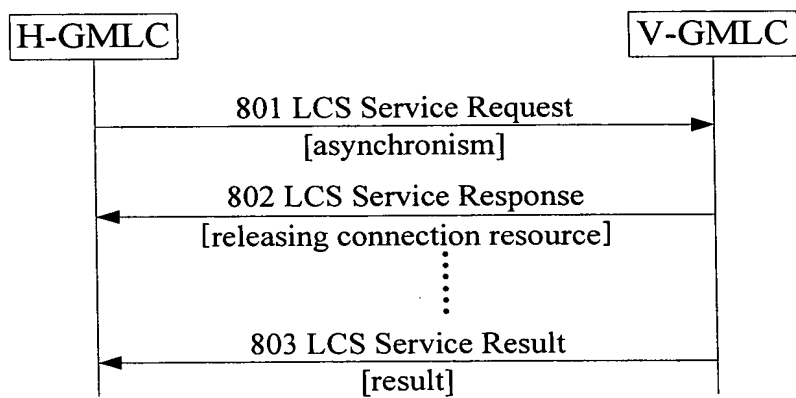 H-GMLC
V-GMLC
801 LCS Service Request
[asynchronism]
802 LCS Service Response
[releasing connection resource]
803 LCS Service Result
[result]